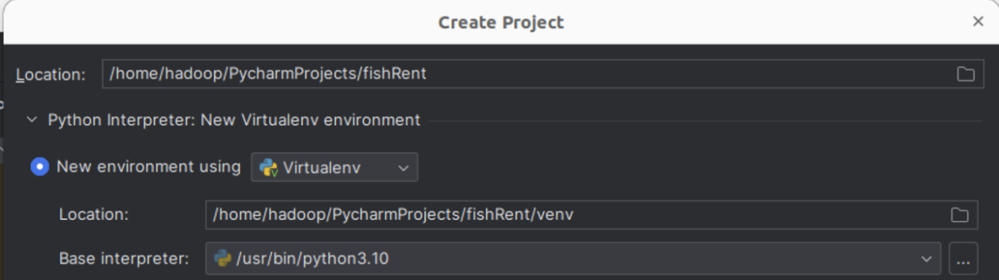 Create Project
Location: /home/hadoop/PycharmProjects/fishRent
Python Interpreter: New Virtualenv environment
New environment using Virtualenv
Location: /home/hadoop/PycharmProjects/fishRent/venv
Base interpreter: /usr/bin/python3.10 ...